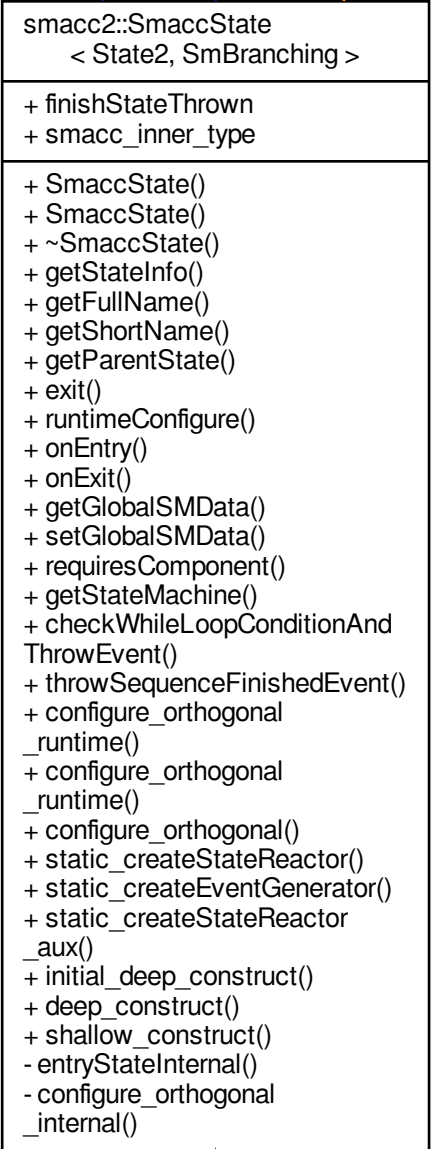 smacc2::SmaccState
< State2, SmBranching >
+ finishStateThrown
+ smacc_inner_type
+ SmaccState()
+ SmaccState()
+ ~SmaccState()
+ getStateInfo()
+ getFullName()
+ getShortName()
+ getParentState()
+ exit()
+ runtimeConfigure()
+ onEntry()
+ onExit()
+ getGlobalSMData()
+ setGlobalSMData()
+ requiresComponent()
+ getStateMachine()
+ checkWhileLoopConditionAnd
ThrowEvent()
+ throwSequenceFinishedEvent()
+ configure_orthogonal
_runtime()
+ configure_orthogonal
_runtime()
+ configure_orthogonal()
+ static_createStateReactor()
+ static_createEventGenerator()
+ static_createStateReactor
_aux()
+ initial_deep_construct()
+ deep_construct()
+ shallow_construct()
- entryStateInternal()
- configure_orthogonal
_internal()